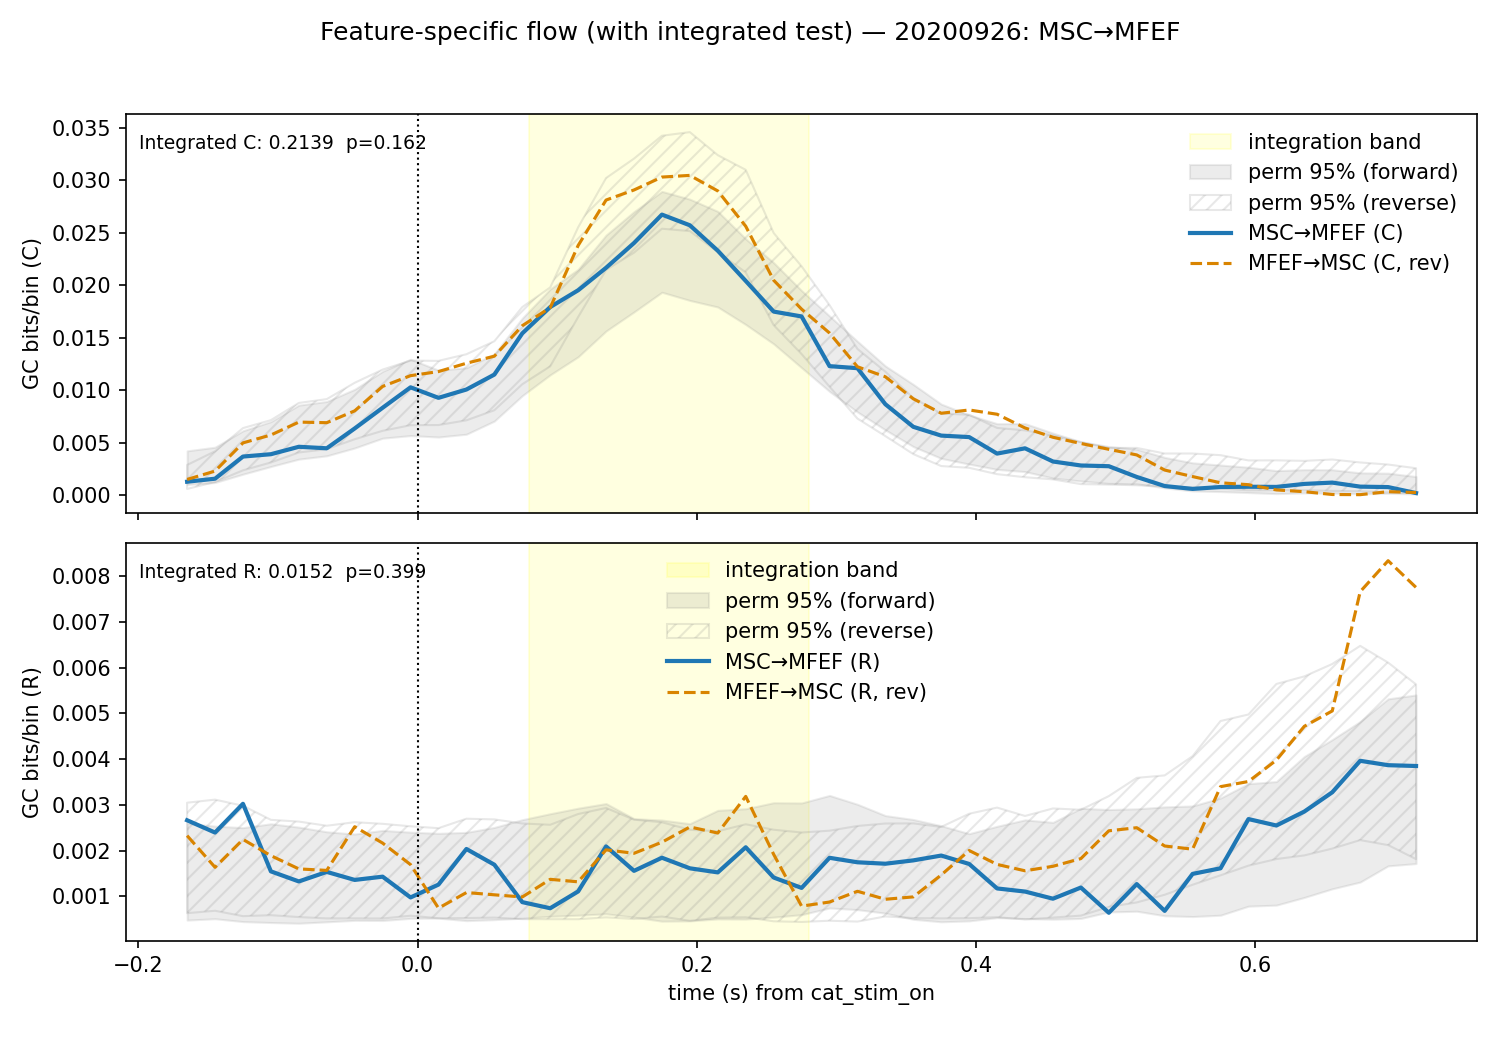 Feature-specific flow (with integrated test) — 20200926: MSC→MFEF
Integrated C: 0.2139  p=0.162
integration band
perm 95% (forward)
perm 95% (reverse)
MSC→MFEF (C)
MFEF→MSC (C, rev)
GC bits/bin (C)
0.035
0.030
0.025
0.020
0.015
0.010
0.005
0.000
Integrated R: 0.0152  p=0.399
integration band
perm 95% (forward)
perm 95% (reverse)
MSC→MFEF (R)
MFEF→MSC (R, rev)
GC bits/bin (R)
0.008
0.007
0.006
0.005
0.004
0.003
0.002
0.001
−0.2
0.0
0.2
0.4
0.6
time (s) from cat_stim_on